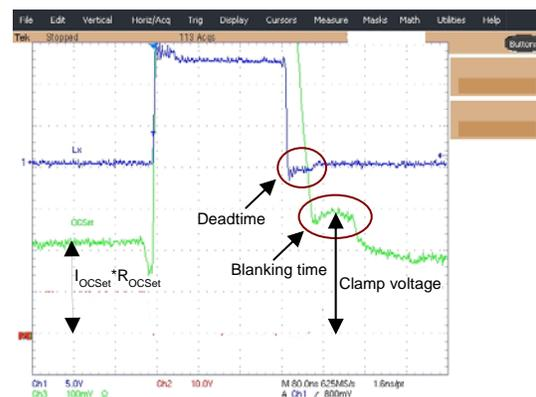 File Edit Vertical Horiz/Acq Trig Display Cursors Measure Masks Math Utilities Help
Tek Stopped 113 Acqs
Buttons
Lx
1
Deadtime
OCSet
Blanking time
I_OCSet*R_OCSet
Clamp voltage
Ch1 5.0V Ch2 10.0V M 80.0ns 625MS/s 1.6ns/pt
Ch3 100mV Ω A Ch1 ∕ 800mV